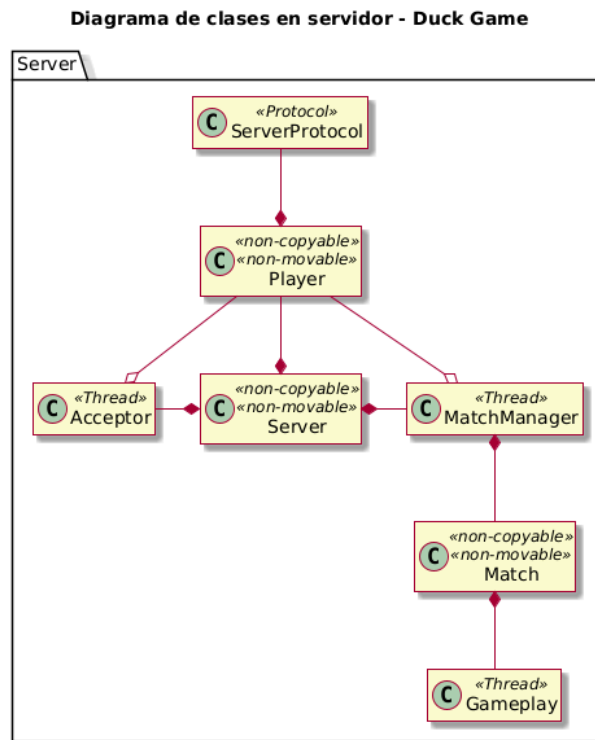 Diagrama de clases en servidor - Duck Game
Server
C
«Protocol»
ServerProtocol
C
«non-copyable»
«non-movable»
Player
C
«Thread»
Acceptor
C
«non-copyable»
«non-movable»
Server
C
«Thread»
MatchManager
C
«non-copyable»
«non-movable»
Match
C
«Thread»
Gameplay